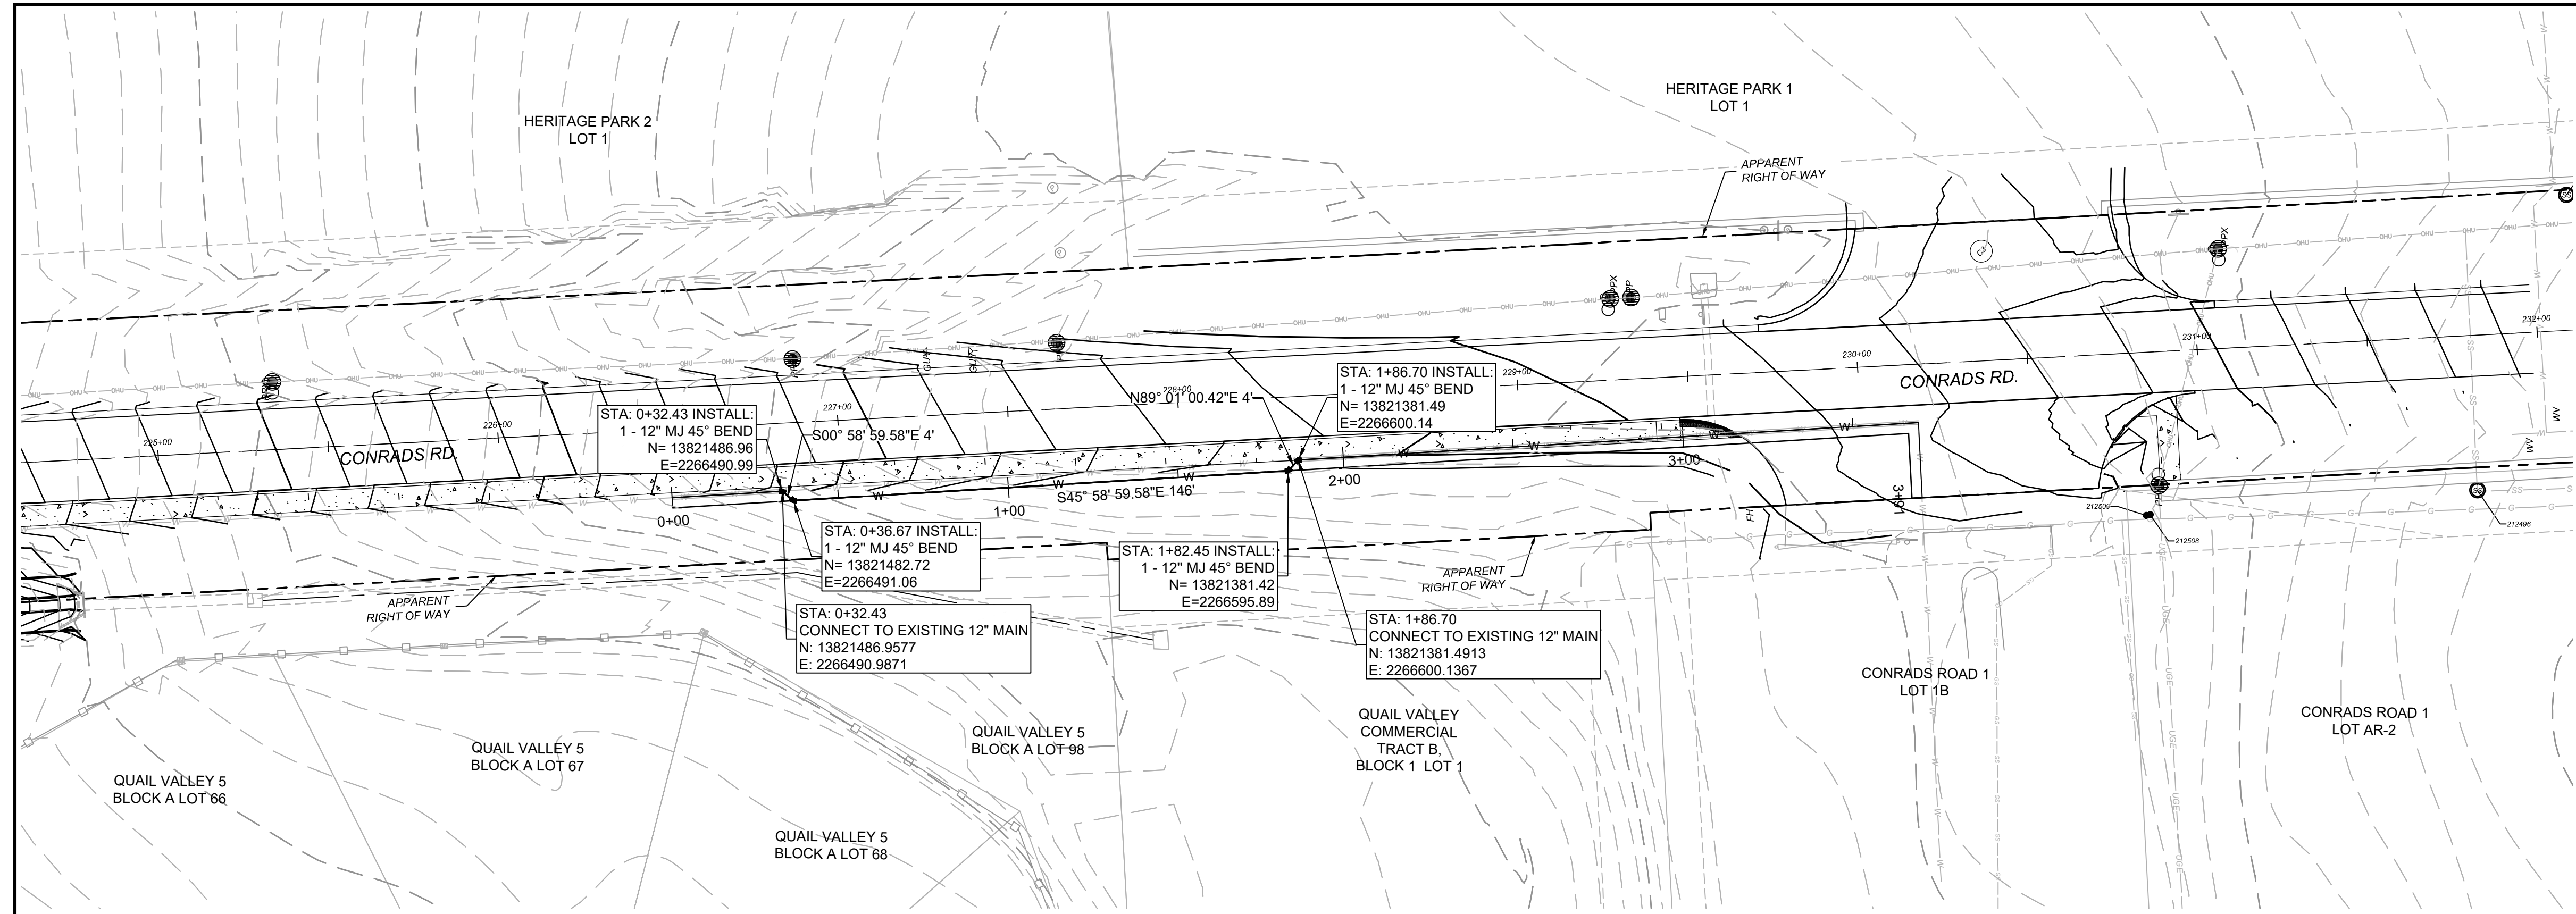 HERITAGE PARK 2
LOT 1
HERITAGE PARK 1
LOT 1
APPARENT
RIGHT OF WAY
STA: 0+32.43 INSTALL:
1 - 12" MJ 45° BEND
N= 13821486.96
E=2266490.99
S00° 58' 59.58"E 4'
N89° 01' 00.42"E 4'
STA: 1+86.70 INSTALL:
1 - 12" MJ 45° BEND
N= 13821381.49
E=2266600.14
225+00
226+00
227+00
228+00
229+00
230+00
231+00
232+00
CONRADS RD.
CONRADS RD.
S45° 58' 59.58"E 146'
0+00
1+00
2+00
3+00
3+91
FH
PPX
PP
PPX
WV
WV
SS
212509
212508
212496
STA: 0+36.67 INSTALL:
1 - 12" MJ 45° BEND
N= 13821482.72
E=2266491.06
STA: 1+82.45 INSTALL:
1 - 12" MJ 45° BEND
N= 13821381.42
E=2266595.89
APPARENT
RIGHT OF WAY
APPARENT
RIGHT OF WAY
STA: 0+32.43
CONNECT TO EXISTING 12" MAIN
N: 13821486.9577
E: 2266490.9871
STA: 1+86.70
CONNECT TO EXISTING 12" MAIN
N: 13821381.4913
E: 2266600.1367
QUAIL VALLEY 5
BLOCK A LOT 66
QUAIL VALLEY 5
BLOCK A LOT 67
QUAIL VALLEY 5
BLOCK A LOT 68
QUAIL VALLEY 5
BLOCK A LOT 98
QUAIL VALLEY
COMMERCIAL
TRACT B,
BLOCK 1 LOT 1
CONRADS ROAD 1
LOT 1B
CONRADS ROAD 1
LOT AR-2